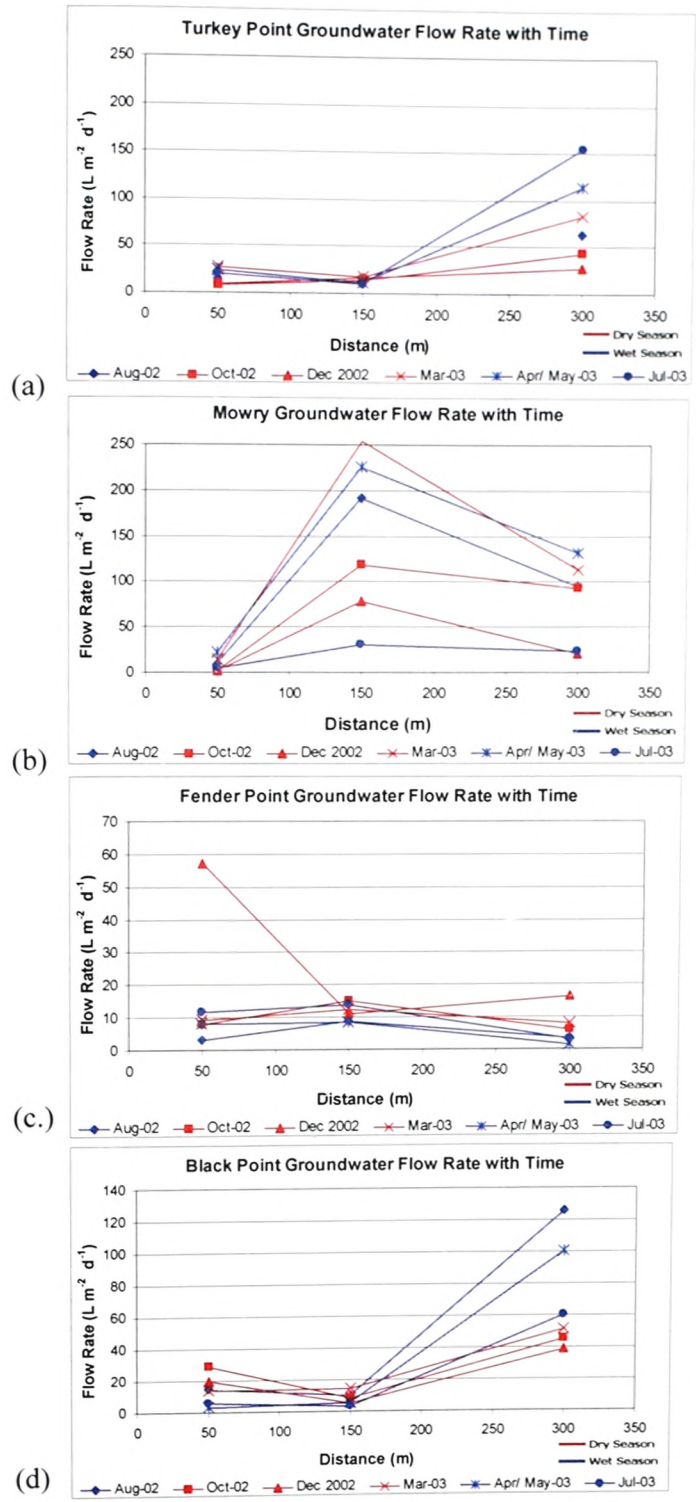 Turkey Point Groundwater Flow Rate with Time
Flow Rate (L m⁻² d⁻¹)
250
200
150
100
50
0
0 50 100 150 200 250 300 350
Distance (m)
Dry Season
Wet Season
Aug-02 Oct-02 Dec 2002 Mar-03 Apr/ May-03 Jul-03
(a)
Mowry Groundwater Flow Rate with Time
Flow Rate (L m⁻² d⁻¹)
250
200
150
100
50
0
0 50 100 150 200 250 300 350
Distance (m)
Dry Season
Wet Season
Aug-02 Oct-02 Dec 2002 Mar-03 Apr/ May-03 Jul-03
(b)
Fender Point Groundwater Flow Rate with Time
Flow Rate (L m⁻² d⁻¹)
70
60
50
40
30
20
10
0
0 50 100 150 200 250 300 350
Distance (m)
Dry Season
Wet Season
Aug-02 Oct-02 Dec 2002 Mar-03 Apr/ May-03 Jul-03
(c.)
Black Point Groundwater Flow Rate with Time
Flow Rate (L m⁻² d⁻¹)
140
120
100
80
60
40
20
0
0 50 100 150 200 250 300 350
Distance (m)
Dry Season
Wet Season
Aug-02 Oct-02 Dec 2002 Mar-03 Apr/ May-03 Jul-03
(d)